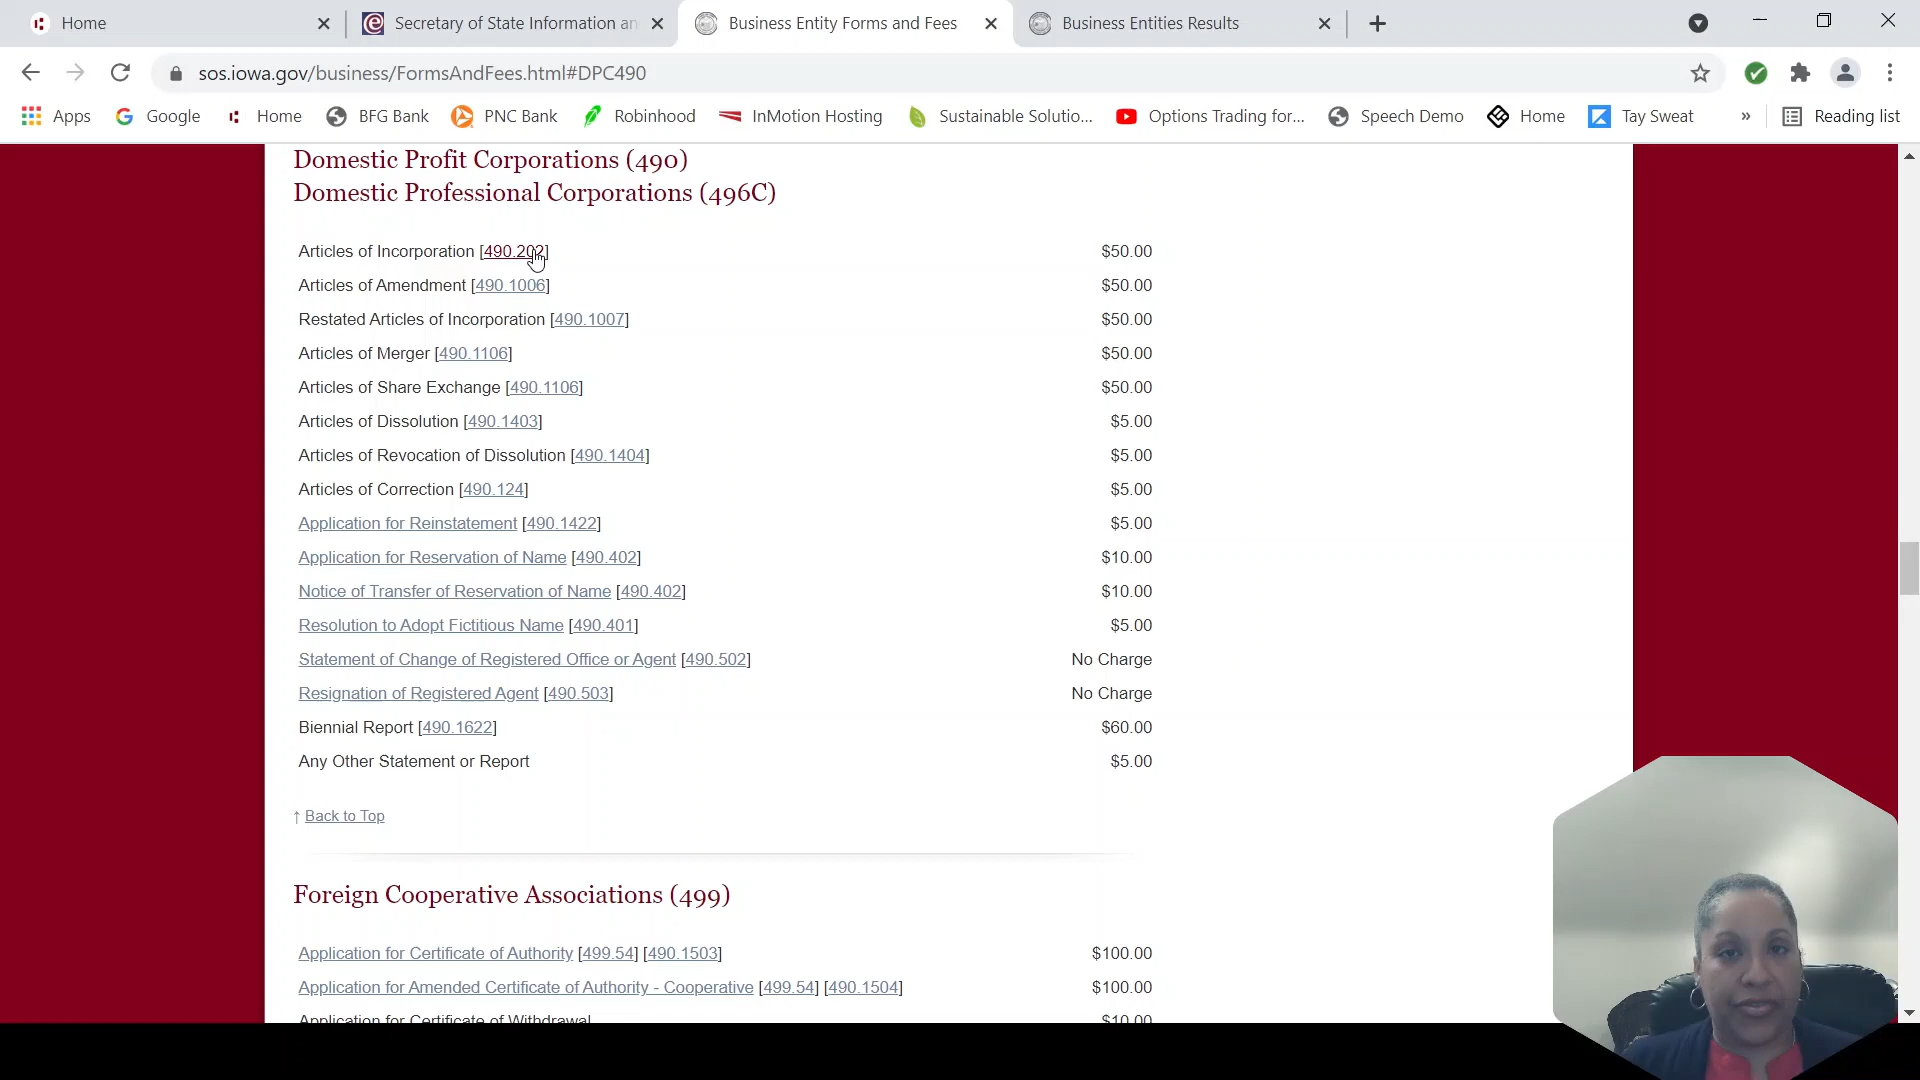 Home
Secretary of State Information an
Business Entity Forms and Fees
Business Entities Results
sos.iowa.gov/business/FormsAndFees.html#DPC490
Apps
Google
Home
BFG Bank
PNC Bank
Robinhood
InMotion Hosting
Sustainable Solutio...
Options Trading for...
Speech Demo
Home
Tay Sweat
»
Reading list
Domestic Profit Corporations (490)
Domestic Professional Corporations (496C)
Articles of Incorporation [490.202] $50.00
Articles of Amendment [490.1006] $50.00
Restated Articles of Incorporation [490.1007] $50.00
Articles of Merger [490.1106] $50.00
Articles of Share Exchange [490.1106] $50.00
Articles of Dissolution [490.1403] $5.00
Articles of Revocation of Dissolution [490.1404] $5.00
Articles of Correction [490.124] $5.00
Application for Reinstatement [490.1422] $5.00
Application for Reservation of Name [490.402] $10.00
Notice of Transfer of Reservation of Name [490.402] $10.00
Resolution to Adopt Fictitious Name [490.401] $5.00
Statement of Change of Registered Office or Agent [490.502] No Charge
Resignation of Registered Agent [490.503] No Charge
Biennial Report [490.1622] $60.00
Any Other Statement or Report $5.00
↑ Back to Top
Foreign Cooperative Associations (499)
Application for Certificate of Authority [499.54] [490.1503] $100.00
Application for Amended Certificate of Authority - Cooperative [499.54] [490.1504] $100.00
Application for Certificate of Withdrawal $10.00